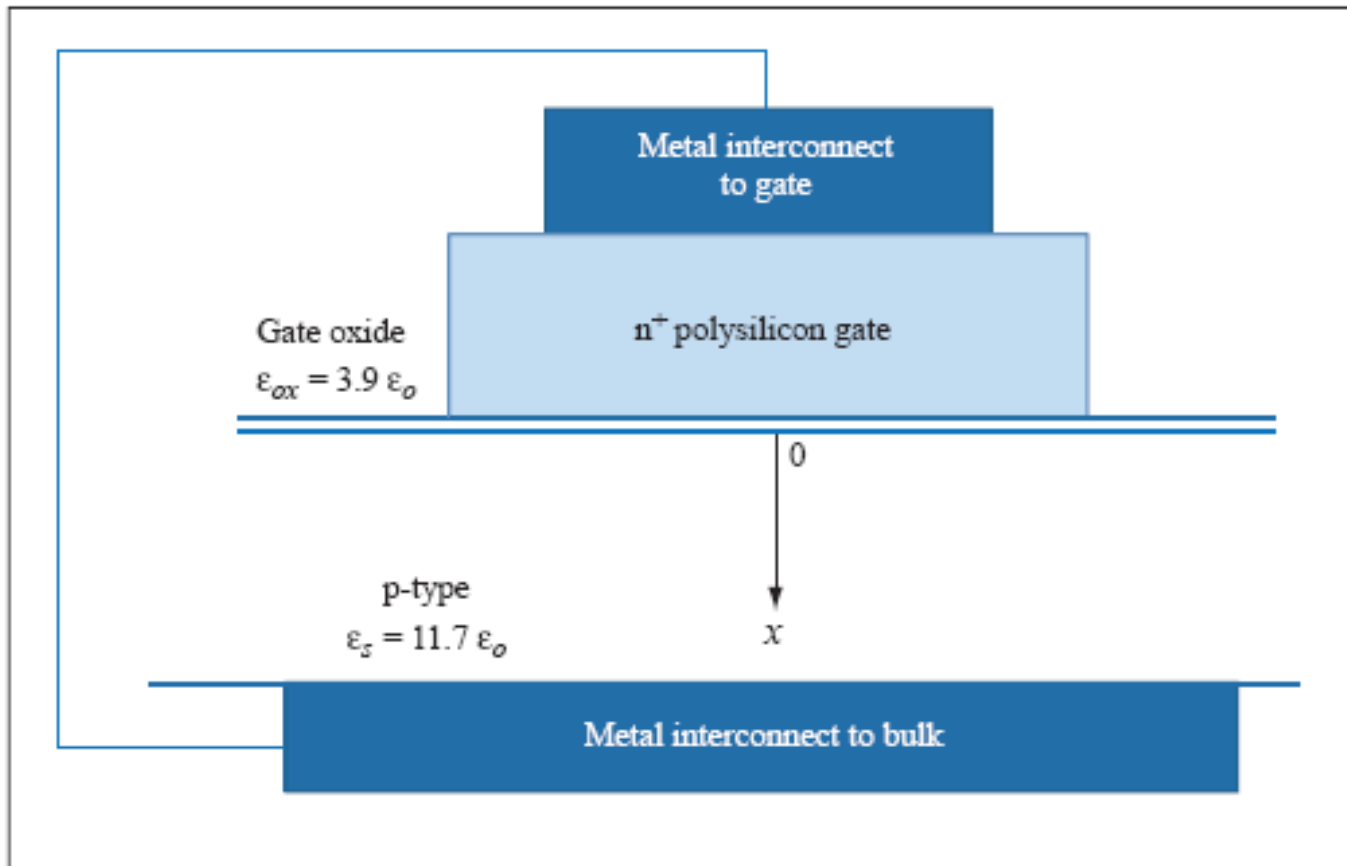 Metal interconnect
to gate
n⁺ polysilicon gate
Gate oxide
εₒₓ = 3.9 εₒ
0
p-type
εₛ = 11.7 εₒ
x
Metal interconnect to bulk